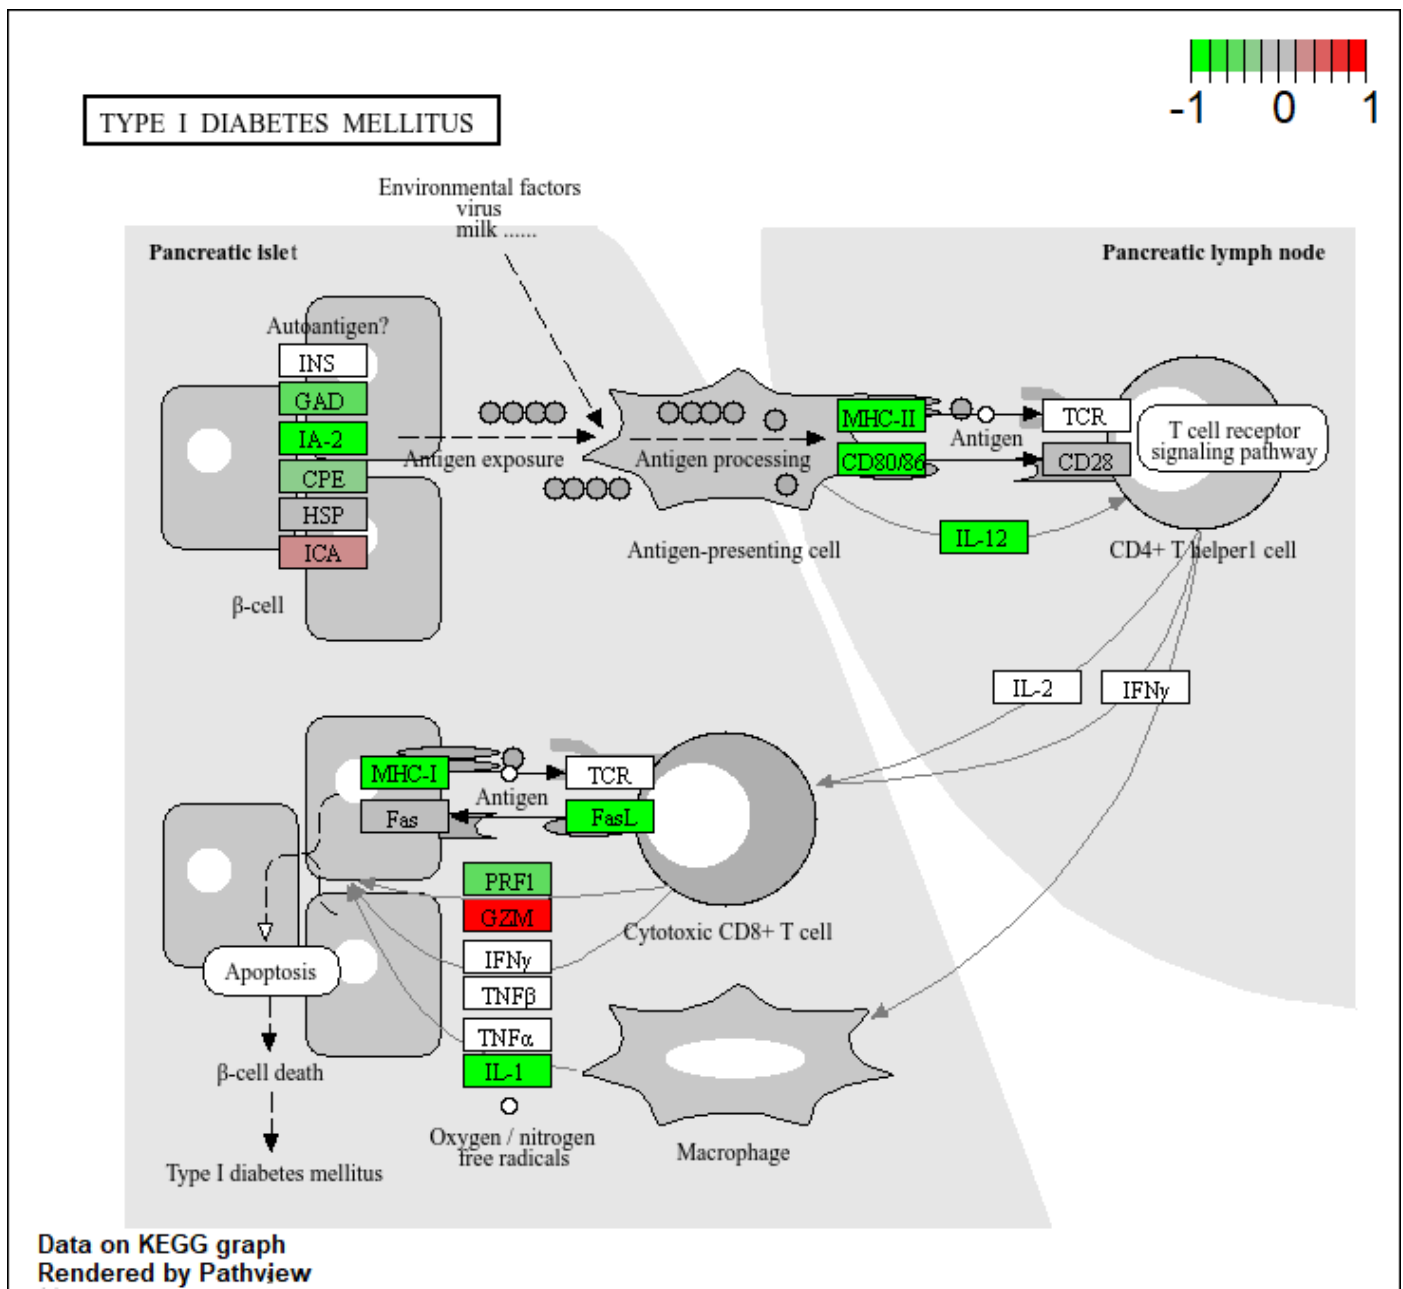 -1 0 1
TYPE I DIABETES MELLITUS
Environmental factors
virus
milk ......
Pancreatic islet
Pancreatic lymph node
Autoantigen?
INS
GAD
IA-2
CPE
HSP
ICA
β-cell
Antigen exposure
Antigen processing
Antigen-presenting cell
MHC-II
CD80/86
Antigen
TCR
CD28
T cell receptor
signaling pathway
IL-12
CD4+ T helper1 cell
IL-2
IFNγ
MHC-I
Fas
Antigen
TCR
FasL
PRF1
GZM
IFNγ
TNFβ
TNFα
IL-1
Cytotoxic CD8+ T cell
Apoptosis
β-cell death
Type I diabetes mellitus
Oxygen / nitrogen
free radicals
Macrophage
Data on KEGG graph
Rendered by Pathview